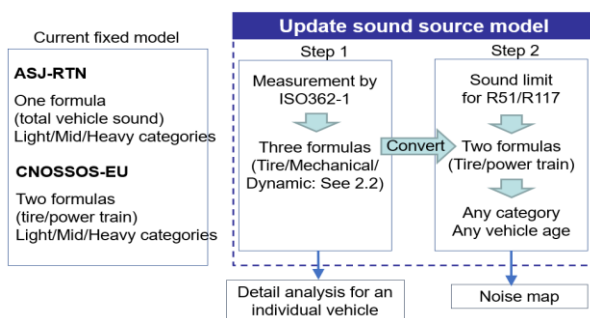 Current fixed model
ASJ-RTN
One formula
(total vehicle sound)
Light/Mid/Heavy categories
CNOSSOS-EU
Two formulas
(tire/power train)
Light/Mid/Heavy categories
Update sound source model
Step 1
Measurement by
ISO362-1
Three formulas
(Tire/Mechanical/
Dynamic: See 2.2)
Convert
Step 2
Sound limit
for R51/R117
Two formulas
(Tire/power train)
Any category
Any vehicle age
Detail analysis for an
individual vehicle
Noise map